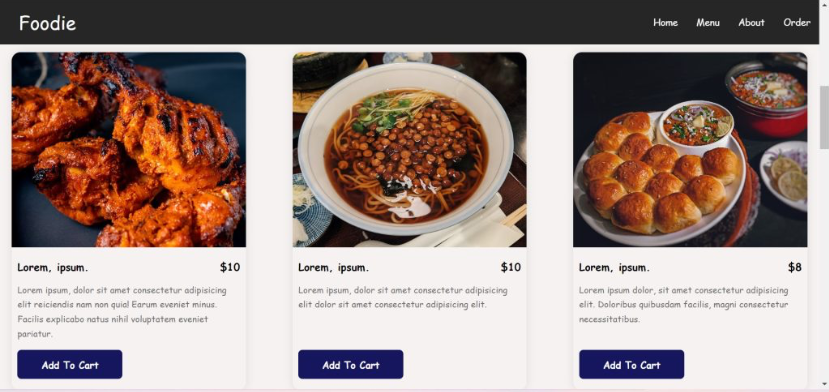 Foodie
Home Menu About Order
Lorem, ipsum. $10
Lorem ipsum, dolor sit amet consectetur adipisicing
elit reiciendis nam non quia! Earum eveniet minus.
Facilis explicabo natus nihil voluptatem eveniet
pariatur.
Add To Cart
Lorem, ipsum. $10
Lorem ipsum, dolor sit amet consectetur adipisicing
elit dolor sit amet consectetur adipisicing elit.
Add To Cart
Lorem, ipsum. $8
Lorem ipsum dolor, sit amet consectetur adipisicing
elit. Doloribus quibusdam facilis, magni consectetur
necessitatibus.
Add To Cart